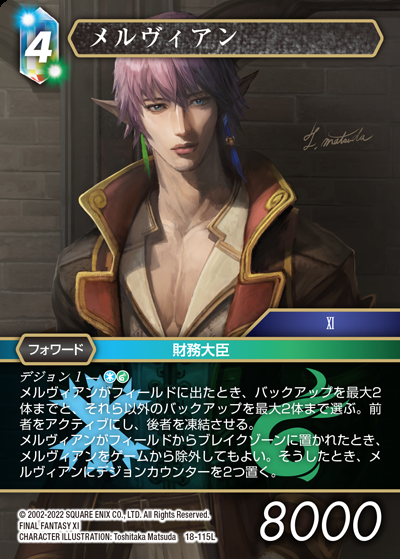 4
メルヴィアン
T. matsuda
XI
フォワード
財務大臣
デジョン 1 ― 氷
メルヴィアンがフィールドに出たとき、バックアップを最大2
体までと、それら以外のバックアップを最大2体まで選ぶ。前
者をアクティブにし、後者を凍結させる。
メルヴィアンがフィールドからブレイクゾーンに置かれたとき、
メルヴィアンをゲームから除外してもよい。そうしたとき、メ
ルヴィアンにデジョンカウンターを2つ置く。
© 2002-2022 SQUARE ENIX CO., LTD. All Rights Reserved.
FINAL FANTASY XI
CHARACTER ILLUSTRATION: Toshitaka Matsuda 18-115L
8000